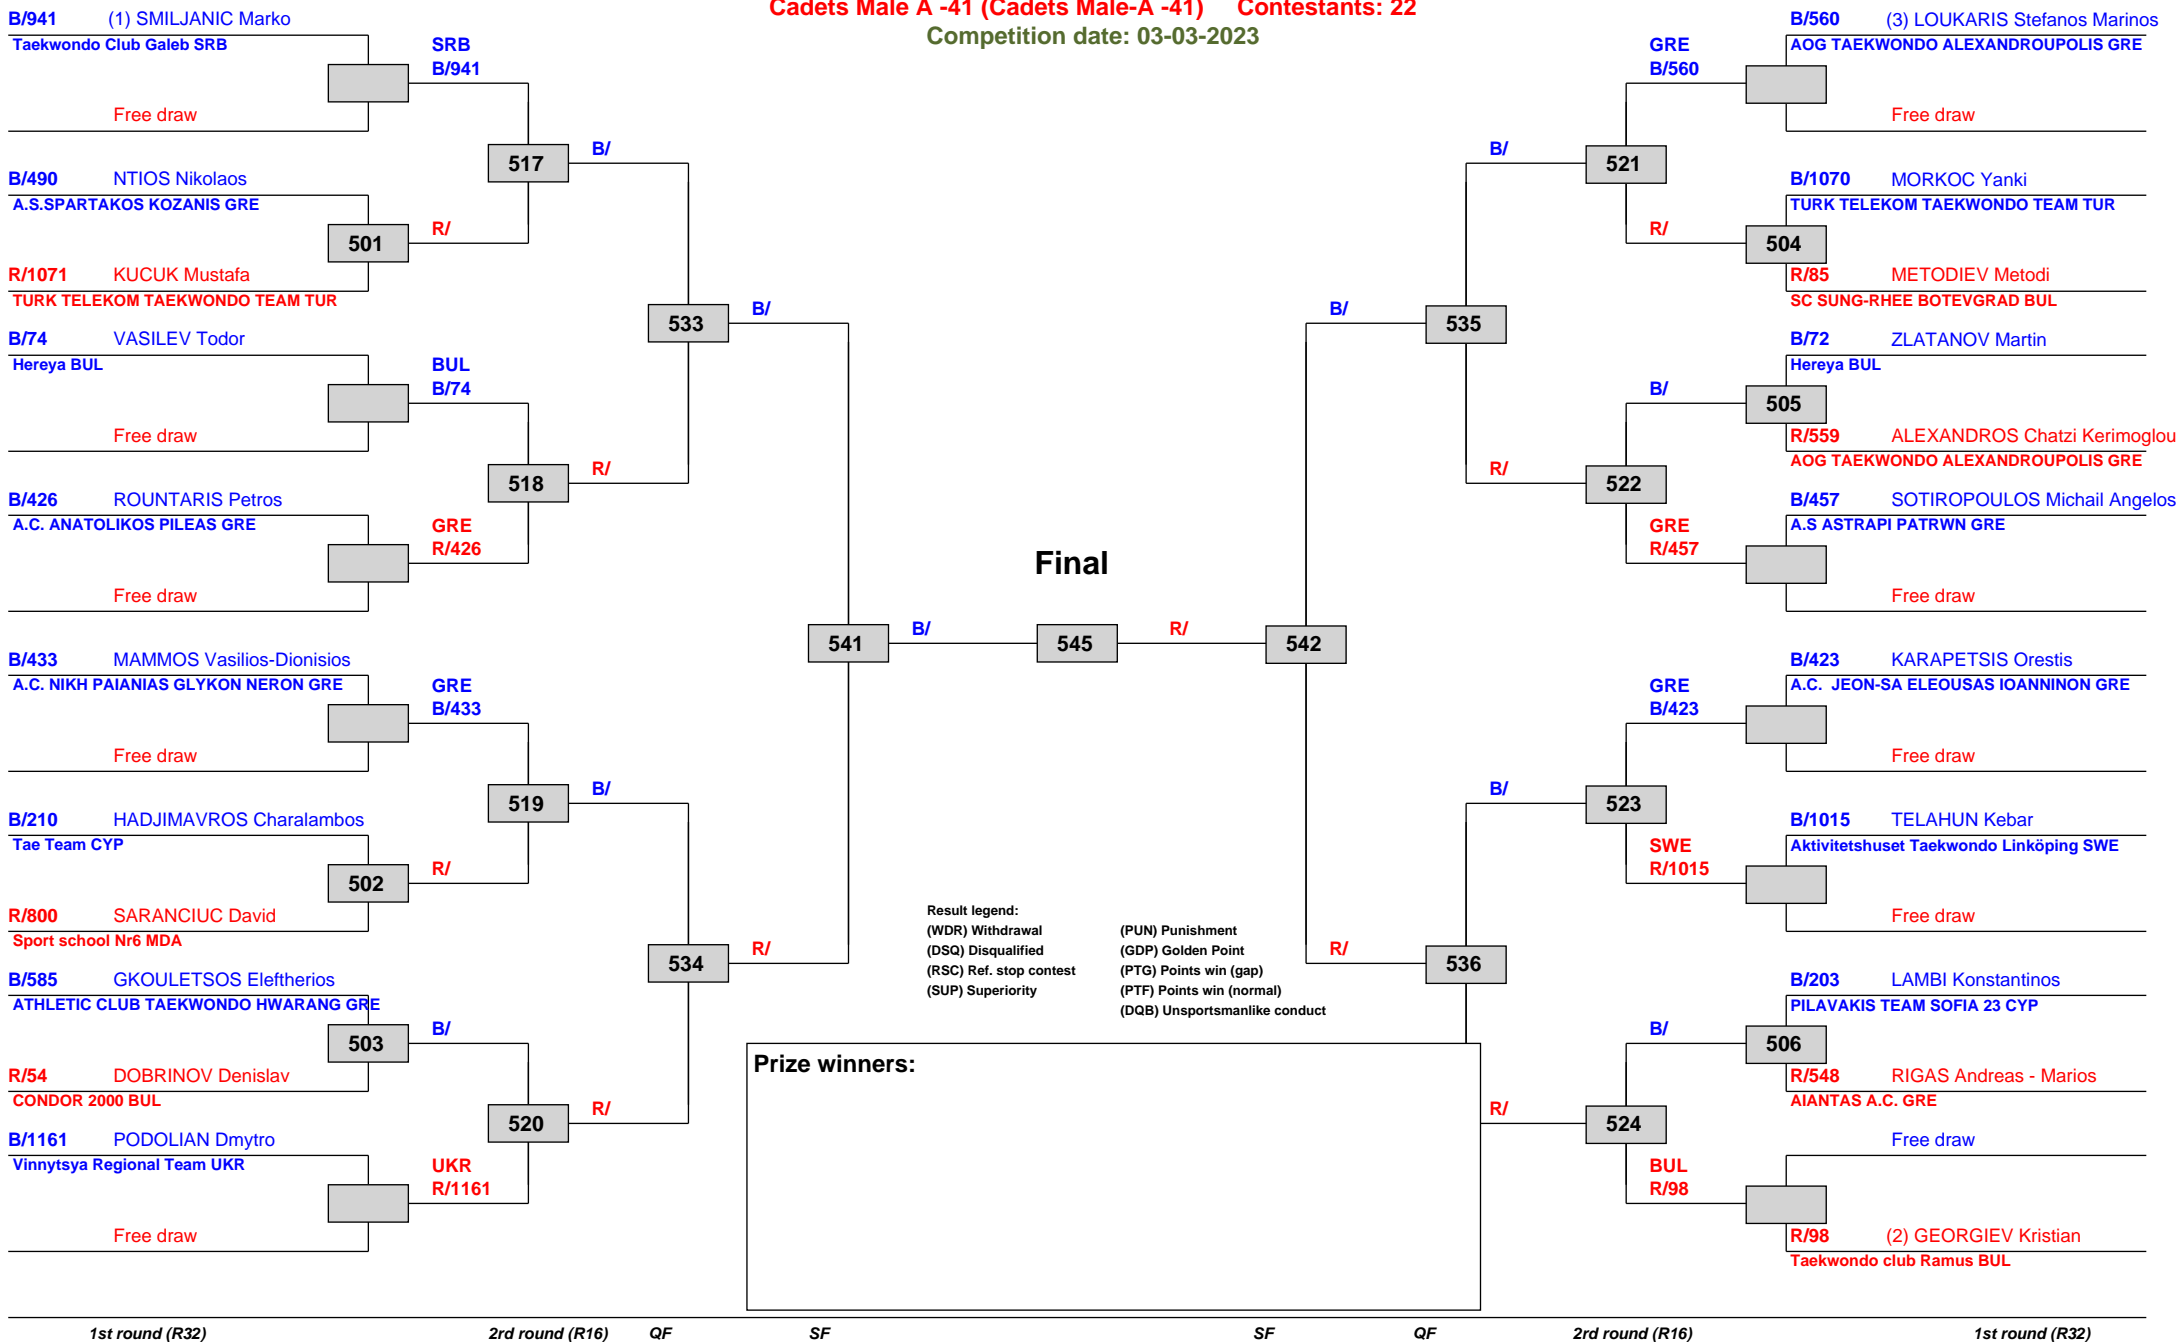 Cadets Male A -41 (Cadets Male-A -41) Contestants: 22
Competition date: 03-03-2023
B/941 (1) SMILJANIC Marko
Taekwondo Club Galeb SRB
SRB
B/941
Free draw
517
B/
B/490 NTIOS Nikolaos
A.S.SPARTAKOS KOZANIS GRE
501
R/
R/1071 KUCUK Mustafa
TURK TELEKOM TAEKWONDO TEAM TUR
533
B/
B/74 VASILEV Todor
Hereya BUL
BUL
B/74
Free draw
518
R/
B/426 ROUNTARIS Petros
A.C. ANATOLIKOS PILEAS GRE
GRE
R/426
Free draw
541
B/
B/433 MAMMOS Vasilios-Dionisios
A.C. NIKH PAIANIAS GLYKON NERON GRE
GRE
B/433
Free draw
519
B/
B/210 HADJIMAVROS Charalambos
Tae Team CYP
502
R/
R/800 SARANCIUC David
Sport school Nr6 MDA
534
R/
B/585 GKOULETSOS Eleftherios
ATHLETIC CLUB TAEKWONDO HWARANG GRE
503
B/
R/54 DOBRINOV Denislav
CONDOR 2000 BUL
520
R/
B/1161 PODOLIAN Dmytro
Vinnytsya Regional Team UKR
UKR
R/1161
Free draw
Final
545
R/
542
Result legend:
(WDR) Withdrawal
(DSQ) Disqualified
(RSC) Ref. stop contest
(SUP) Superiority
(PUN) Punishment
(GDP) Golden Point
(PTG) Points win (gap)
(PTF) Points win (normal)
(DQB) Unsportsmanlike conduct
Prize winners:
B/560 (3) LOUKARIS Stefanos Marinos
AOG TAEKWONDO ALEXANDROUPOLIS GRE
GRE
B/560
Free draw
B/
521
B/1070 MORKOC Yanki
TURK TELEKOM TAEKWONDO TEAM TUR
R/
504
R/85 METODIEV Metodi
SC SUNG-RHEE BOTEVGRAD BUL
B/
535
B/72 ZLATANOV Martin
Hereya BUL
B/
505
R/559 ALEXANDROS Chatzi Kerimoglou
AOG TAEKWONDO ALEXANDROUPOLIS GRE
R/
522
B/457 SOTIROPOULOS Michail Angelos
A.S ASTRAPI PATRWN GRE
GRE
R/457
Free draw
B/423 KARAPETSIS Orestis
A.C. JEON-SA ELEOUSAS IOANNINON GRE
GRE
B/423
Free draw
B/
523
B/1015 TELAHUN Kebar
Aktivitetshuset Taekwondo Linköping SWE
SWE
R/1015
Free draw
R/
536
B/203 LAMBI Konstantinos
PILAVAKIS TEAM SOFIA 23 CYP
B/
506
R/548 RIGAS Andreas - Marios
AIANTAS A.C. GRE
R/
524
Free draw
BUL
R/98
R/98 (2) GEORGIEV Kristian
Taekwondo club Ramus BUL
1st round (R32) 2rd round (R16) QF SF SF QF 2rd round (R16) 1st round (R32)